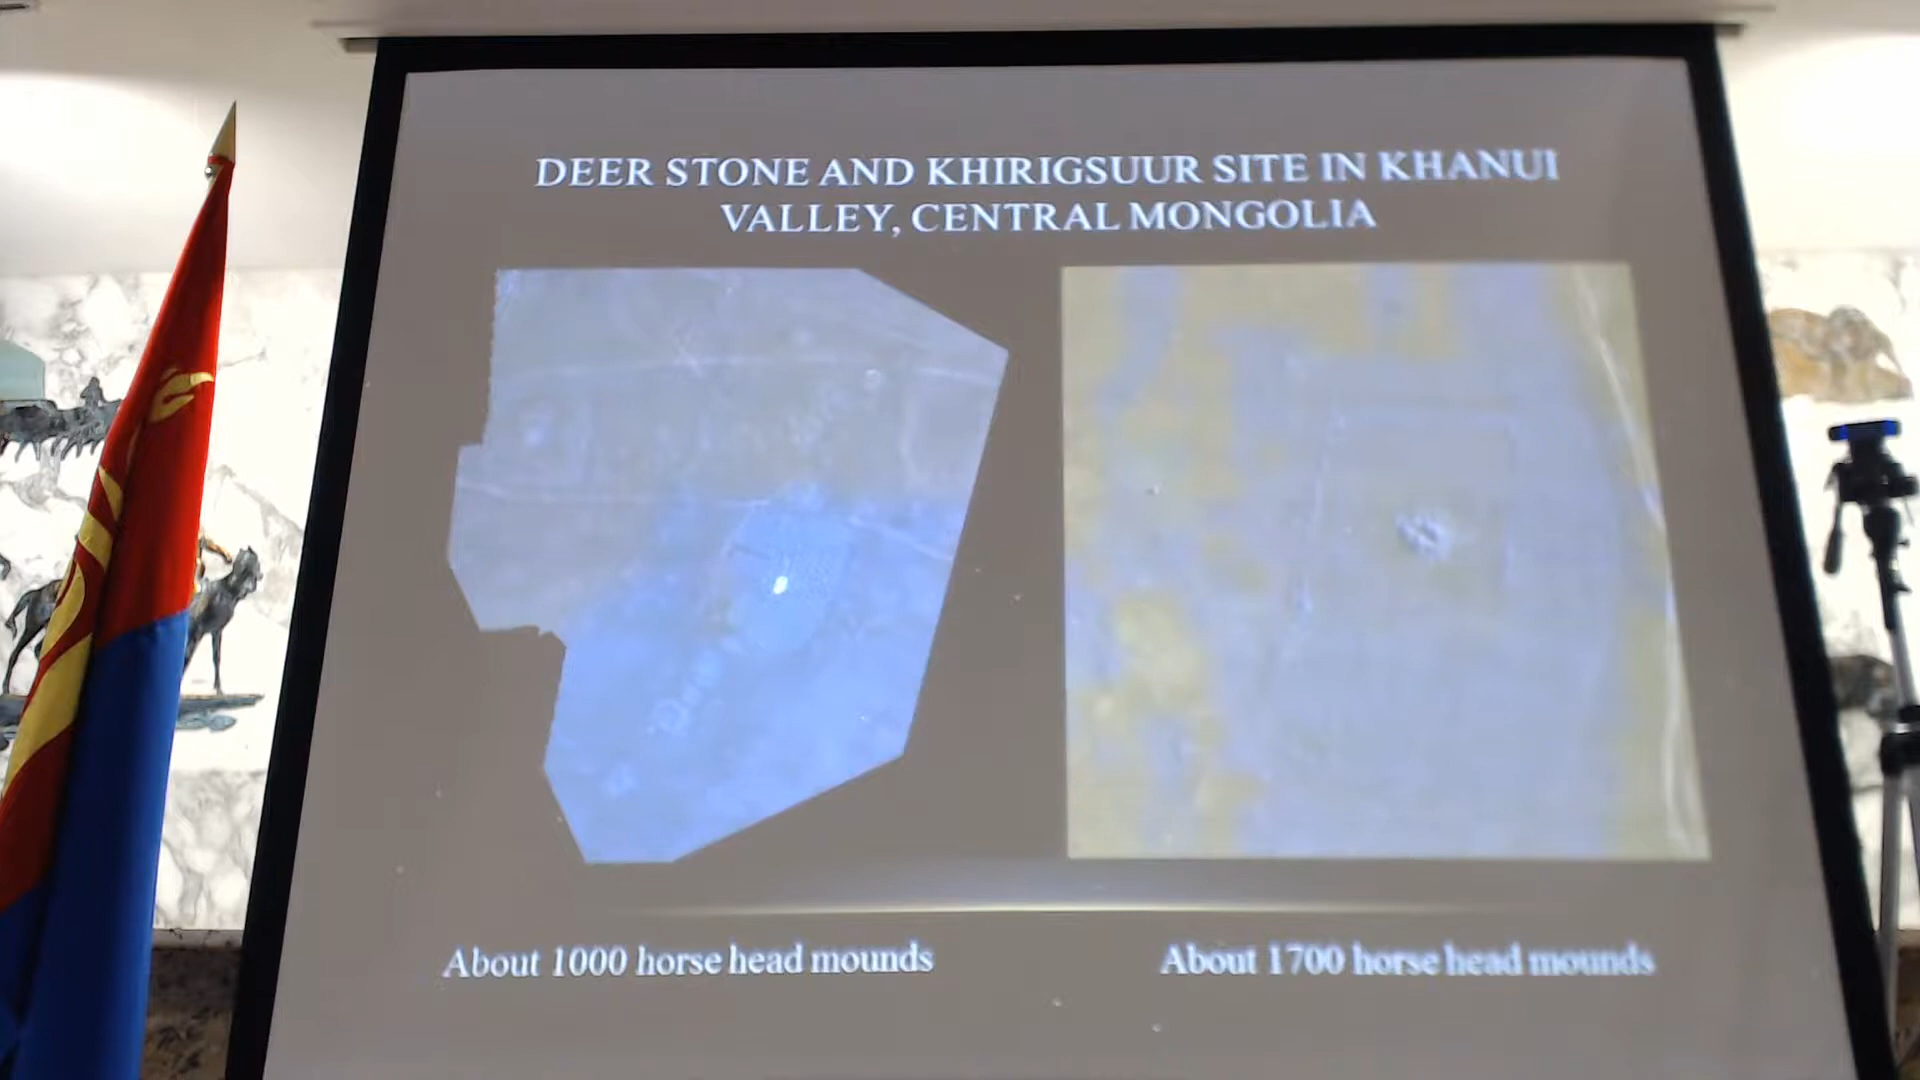 DEER STONE AND KHIRIGSUUR SITE IN KHANUI
VALLEY, CENTRAL MONGOLIA
About 1000 horse head mounds
About 1700 horse head mounds